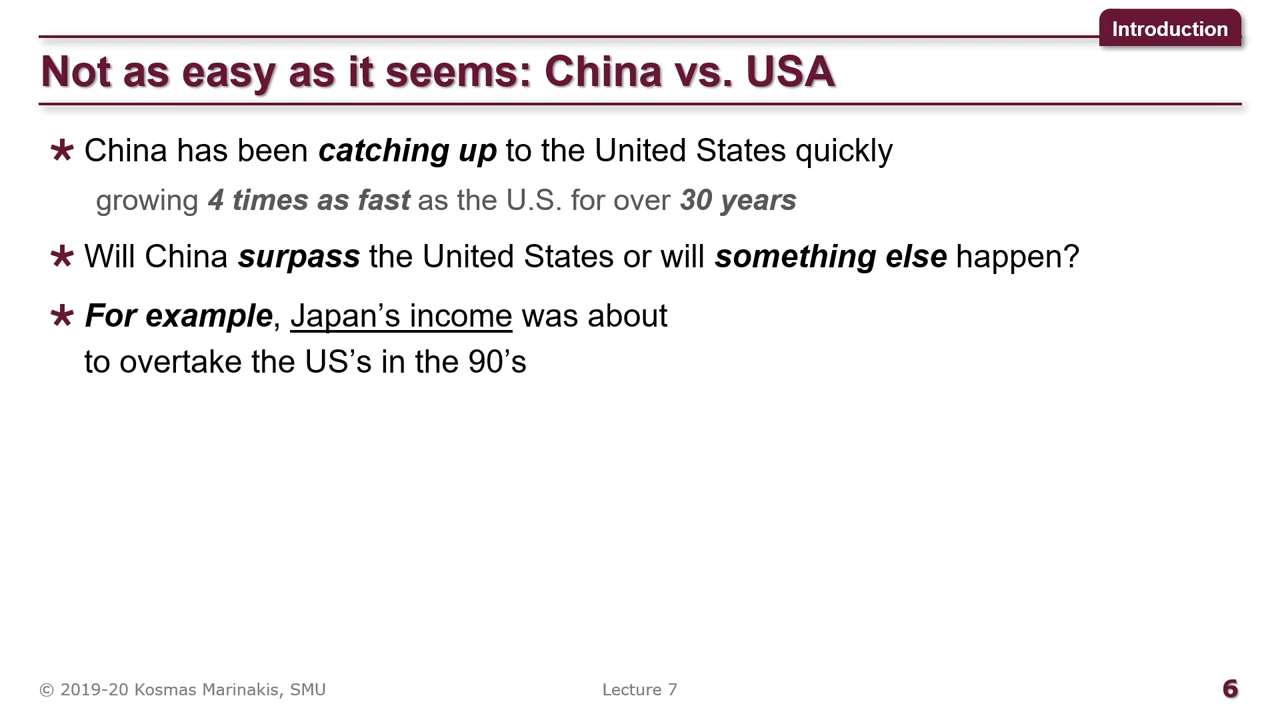 Introduction
Not as easy as it seems: China vs. USA
* China has been catching up to the United States quickly
growing 4 times as fast as the U.S. for over 30 years
* Will China surpass the United States or will something else happen?
* For example, Japan’s income was about
to overtake the US’s in the 90’s
© 2019-20 Kosmas Marinakis, SMU
Lecture 7
6